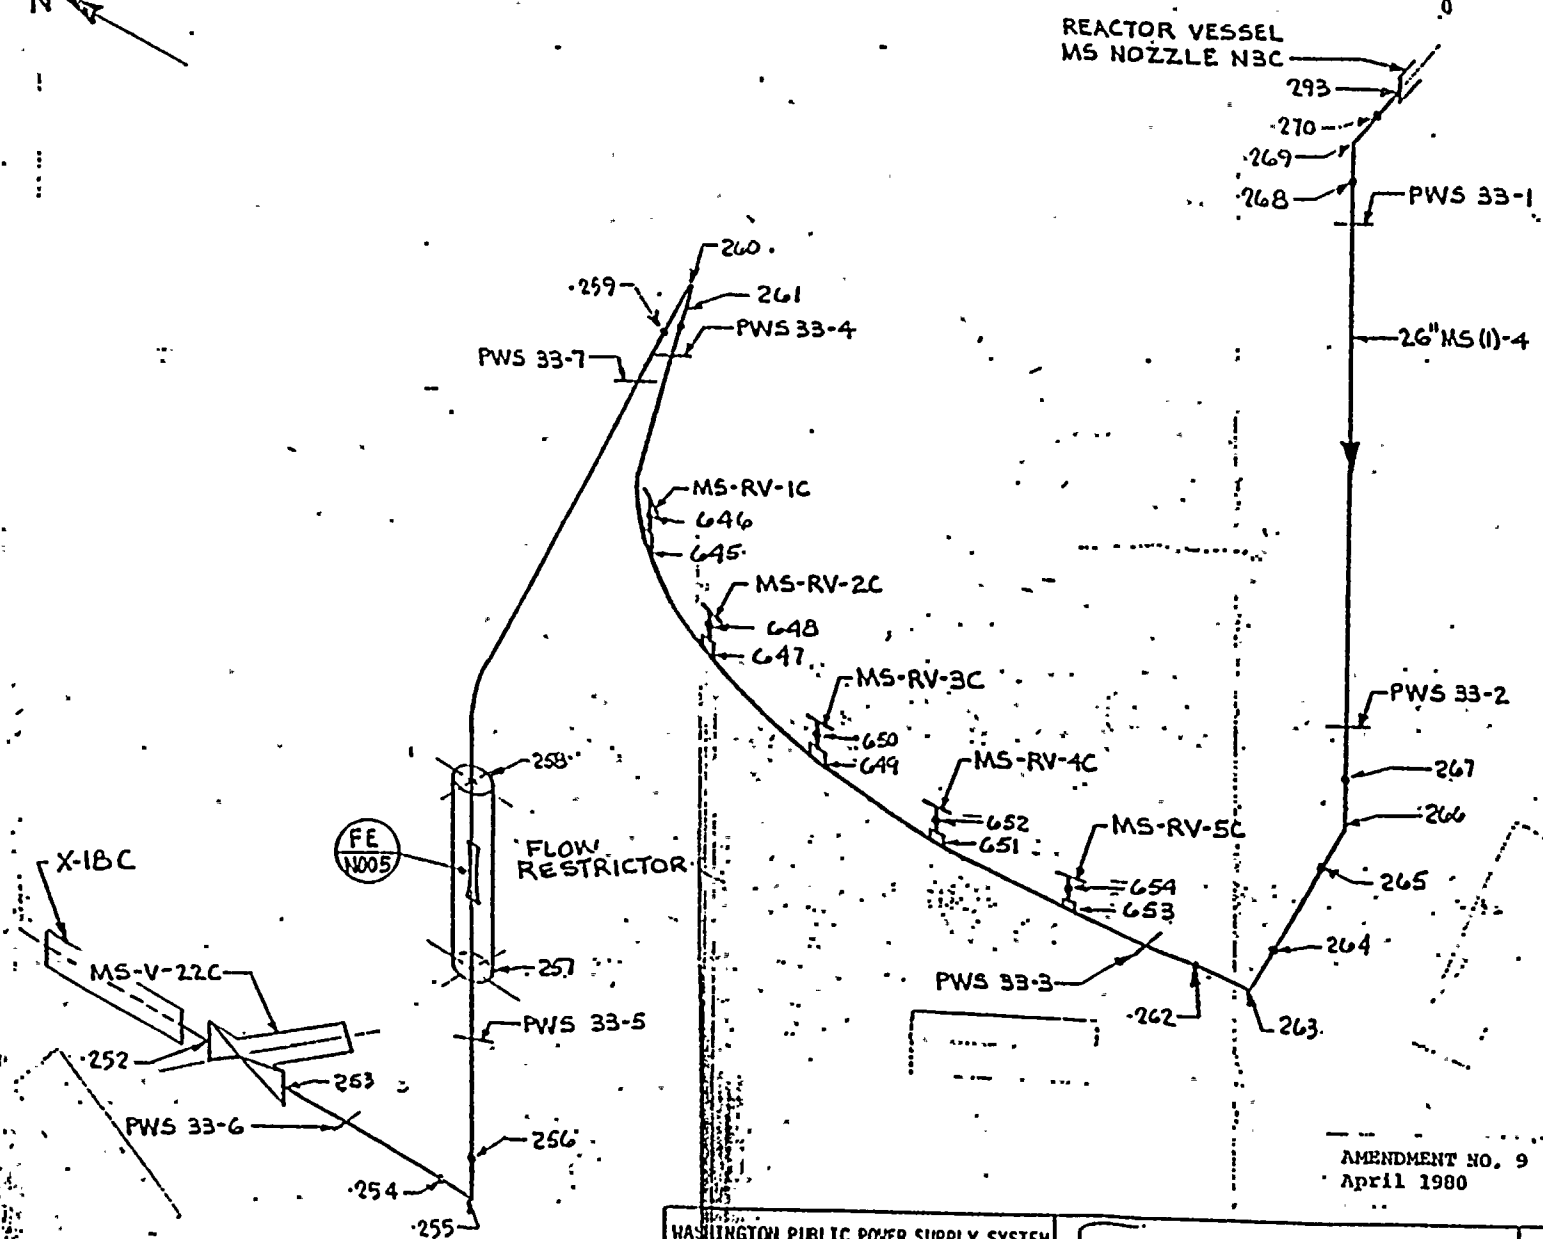 N
REACTOR VESSEL
MS NOZZLE N3C
293
270
269
268
PWS 33-1
260
259
261
PWS 33-4
PWS 33-7
26"MS(1)-4
MS-RV-1C
646
645
MS-RV-2C
648
647
MS-RV-3C
650
649
PWS 33-2
MS-RV-4C
258
267
652
651
MS-RV-5C
266
FE
N005
FLOW
RESTRICTOR
X-18C
654
653
265
264
257
MS-V-22C
PWS 33-3
262
263
PWS 33-5
252
253
PWS 33-6
256
254
255
AMENDMENT NO. 9
April 1980
WASHINGTON PUBLIC POWER SUPPLY SYSTEM